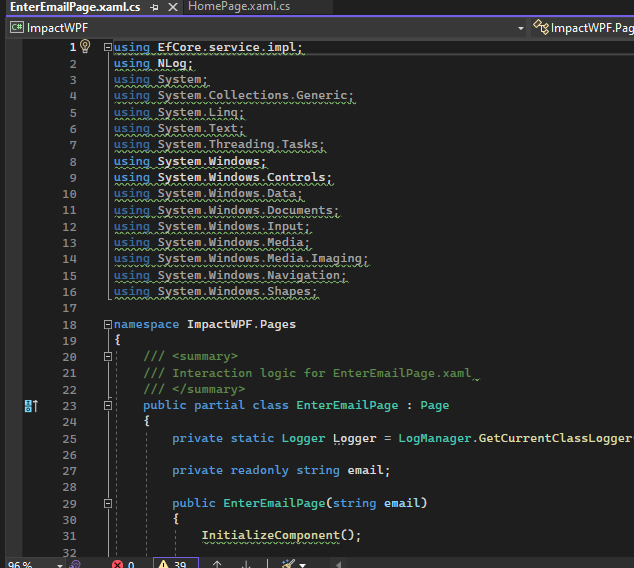 EnterEmailPage.xaml.cs HomePage.xaml.cs
C# ImpactWPF ImpactWPF.Pag
1 using EfCore.service.impl;
2 using NLog;
3 using System;
4 using System.Collections.Generic;
5 using System.Linq;
6 using System.Text;
7 using System.Threading.Tasks;
8 using System.Windows;
9 using System.Windows.Controls;
10 using System.Windows.Data;
11 using System.Windows.Documents;
12 using System.Windows.Input;
13 using System.Windows.Media;
14 using System.Windows.Media.Imaging;
15 using System.Windows.Navigation;
16 using System.Windows.Shapes;
17
18 namespace ImpactWPF.Pages
19 {
20 /// <summary>
21 /// Interaction logic for EnterEmailPage.xaml
22 /// </summary>
23 public partial class EnterEmailPage : Page
24 {
25 private static Logger Logger = LogManager.GetCurrentClassLogger
26
27 private readonly string email;
28
29 public EnterEmailPage(string email)
30 {
31 InitializeComponent();
32
96 % 0 39